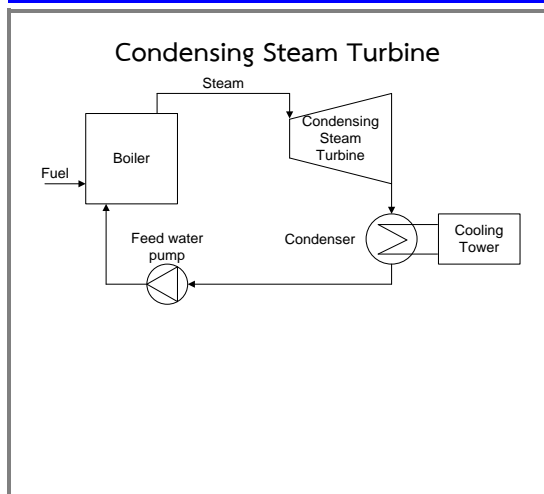 Condensing Steam Turbine
Steam
Condensing
Steam
Turbine
Boiler
Fuel
Feed water
pump
Condenser
Cooling
Tower